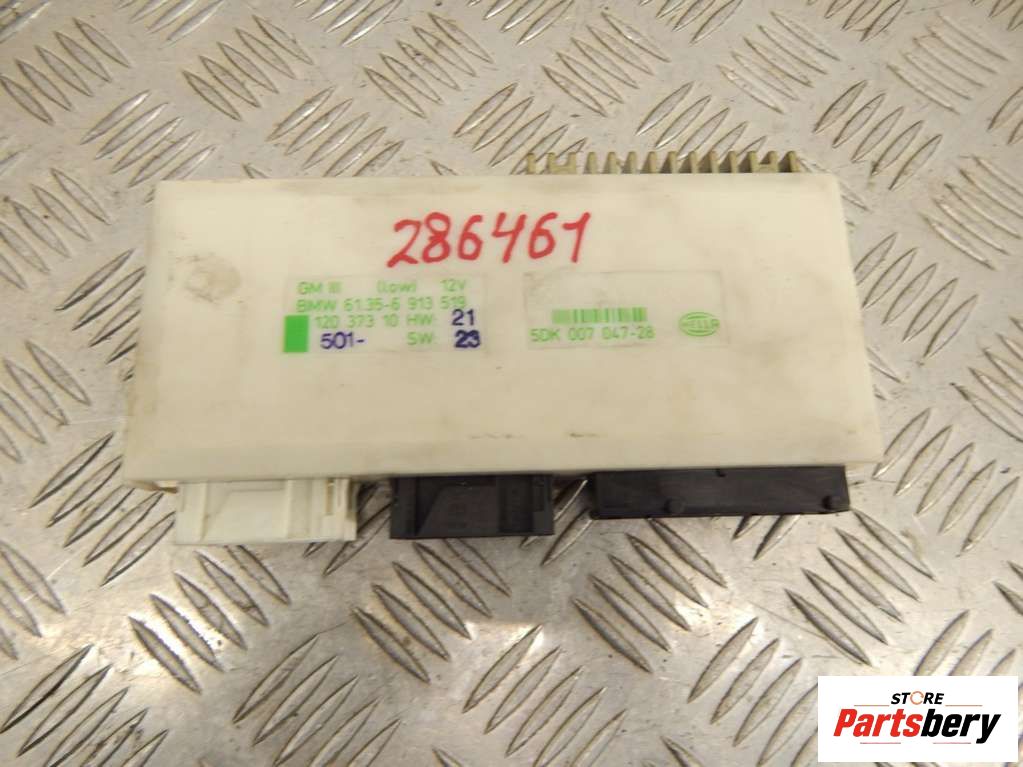 286461
GM III (low) 12V
BMW 61.35-6 913 519
120 373 10 HW: 21
501- SW: 23
5DK 007 047-28
HELLA
STORE
Partsbery